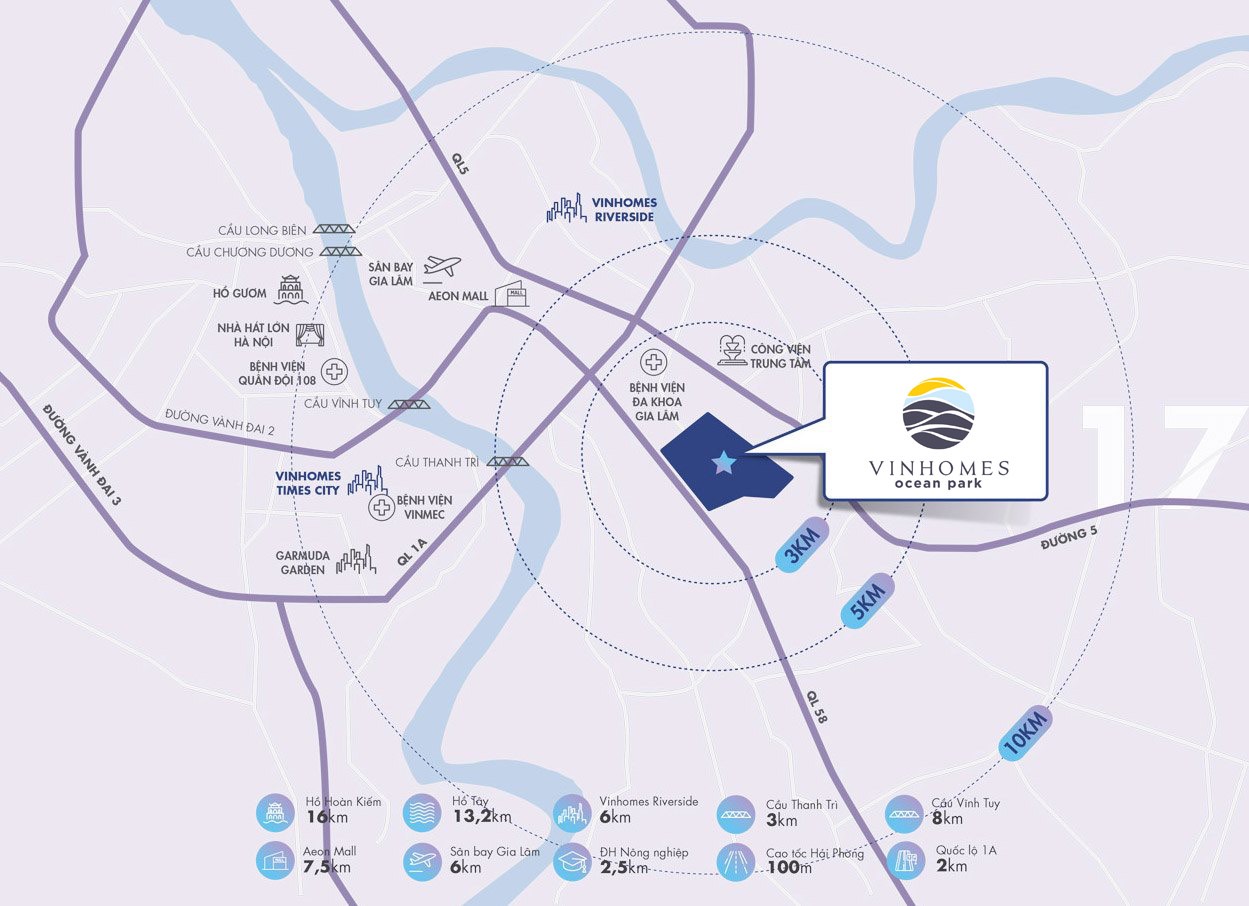 QL5
VINHOMES
RIVERSIDE
CẦU LONG BIÊN
CẦU CHƯƠNG DƯƠNG
SÂN BAY
GIA LÂM
AEON MALL
MALL
HỒ GƯƠM
NHÀ HÁT LỚN
HÀ NỘI
BỆNH VIỆN
QUÂN ĐỘI 108
CẦU VĨNH TUY
ĐƯỜNG VÀNH ĐAI 2
ĐƯỜNG VÀNH ĐAI 3
BỆNH VIỆN
ĐA KHOA
GIA LÂM
CÔNG VIÊN
TRUNG TÂM
VINHOMES
ocean park
17
CẦU THANH TRÌ
VINHOMES
TIMES CITY
BỆNH VIỆN
VINMEC
GARMUDA
GARDEN
QL 1A
3KM
5KM
10KM
ĐƯỜNG 5
QL 58
Hồ Hoàn Kiếm
16km
Hồ Tây
13,2km
Vinhomes Riverside
6km
Cầu Thanh Trì
3km
Cầu Vĩnh Tuy
8km
Aeon Mall
7,5km
Sân bay Gia Lâm
6km
ĐH Nông nghiệp
2,5km
Cao tốc Hải Phòng
100m
Quốc lộ 1A
2km